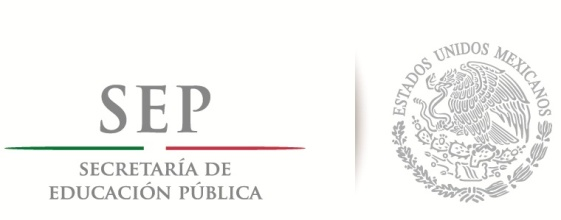 SEP
SECRETARÍA DE
EDUCACIÓN PÚBLICA
ESTADOS UNIDOS MEXICANOS